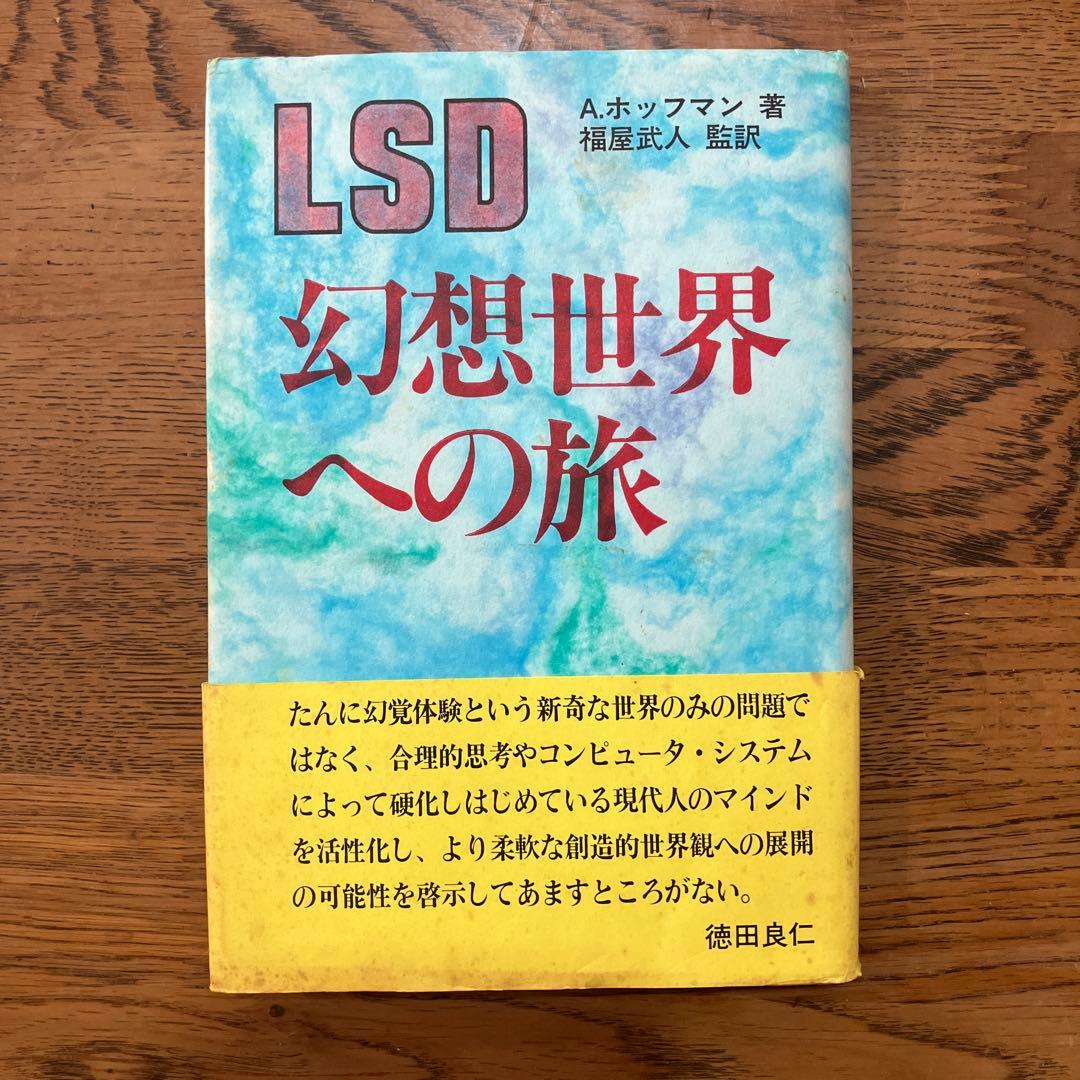 LSD
A.ホッフマン 著
福屋武人 監訳
幻想世界
への旅
たんに幻覚体験という新奇な世界のみの問題で
はなく、合理的思考やコンピュータ・システム
によって硬化しはじめている現代人のマインド
を活性化し、より柔軟な創造的世界観への展開
の可能性を啓示してあますところがない。
徳田良仁